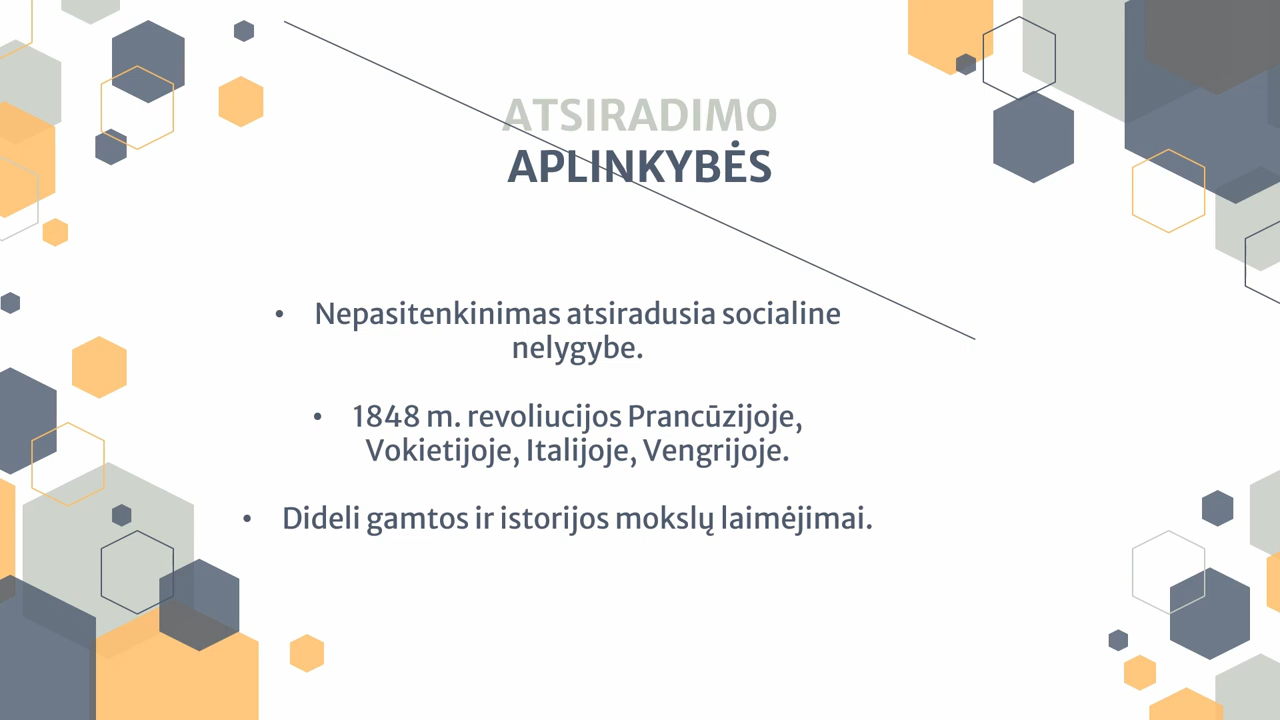 ATSIRADIMO
APLINKYBĖS
• Nepasitenkinimas atsiradusia socialine
nelygybe.
• 1848 m. revoliucijos Prancūzijoje,
Vokietijoje, Italijoje, Vengrijoje.
• Dideli gamtos ir istorijos mokslų laimėjimai.